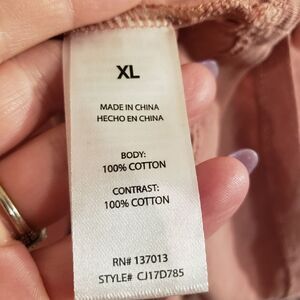 XL
MADE IN CHINA
HECHO EN CHINA
BODY:
100% COTTON
CONTRAST:
100% COTTON
RN# 137013
STYLE# CJ17D785